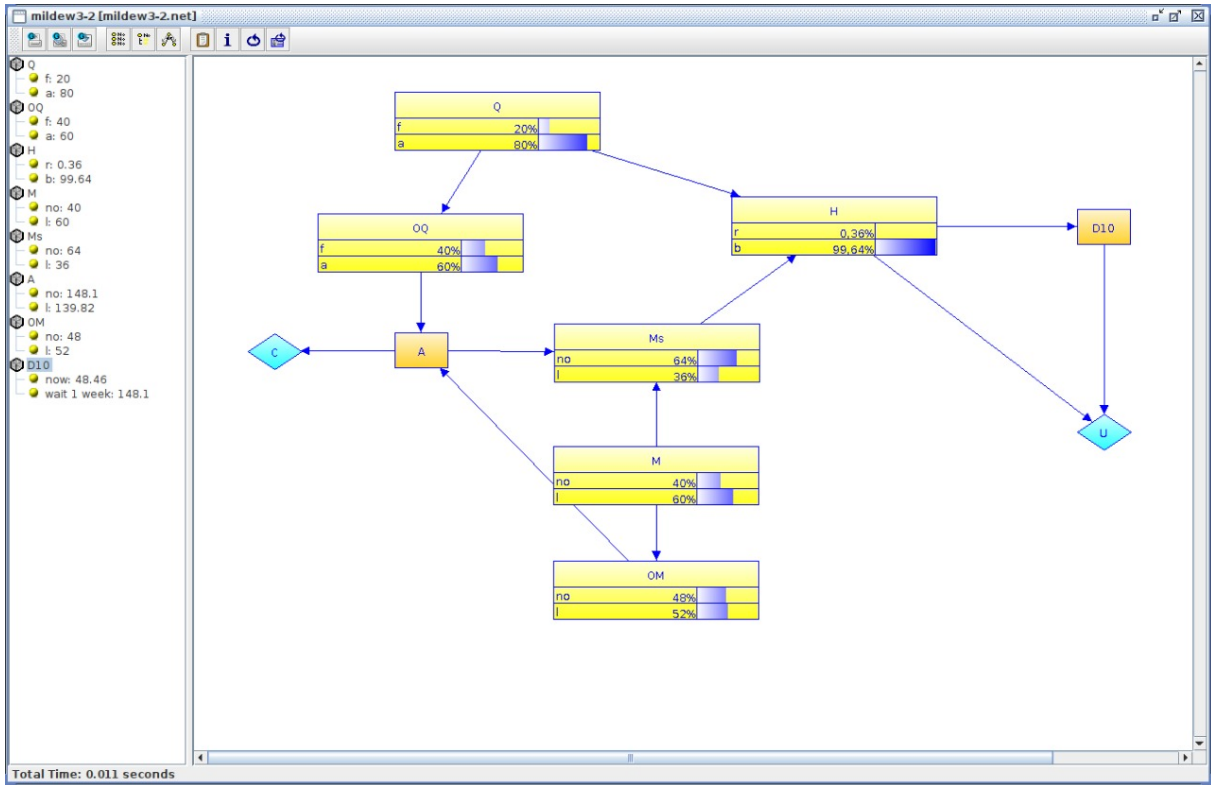 mildew3-2 [mildew3-2.net]
Q
f: 20
a: 80
OQ
f: 40
a: 60
H
r: 0.36
b: 99.64
M
no: 40
l: 60
Ms
no: 64
l: 36
A
no: 148.1
l: 139.82
OM
no: 48
l: 52
D10
now: 48.46
wait 1 week: 148.1
Q
f 20%
a 80%
OQ
f 40%
a 60%
H
r 0.36%
b 99.64%
D10
C
A
Ms
no 64%
l 36%
U
M
no 40%
l 60%
OM
no 48%
l 52%
Total Time: 0.011 seconds